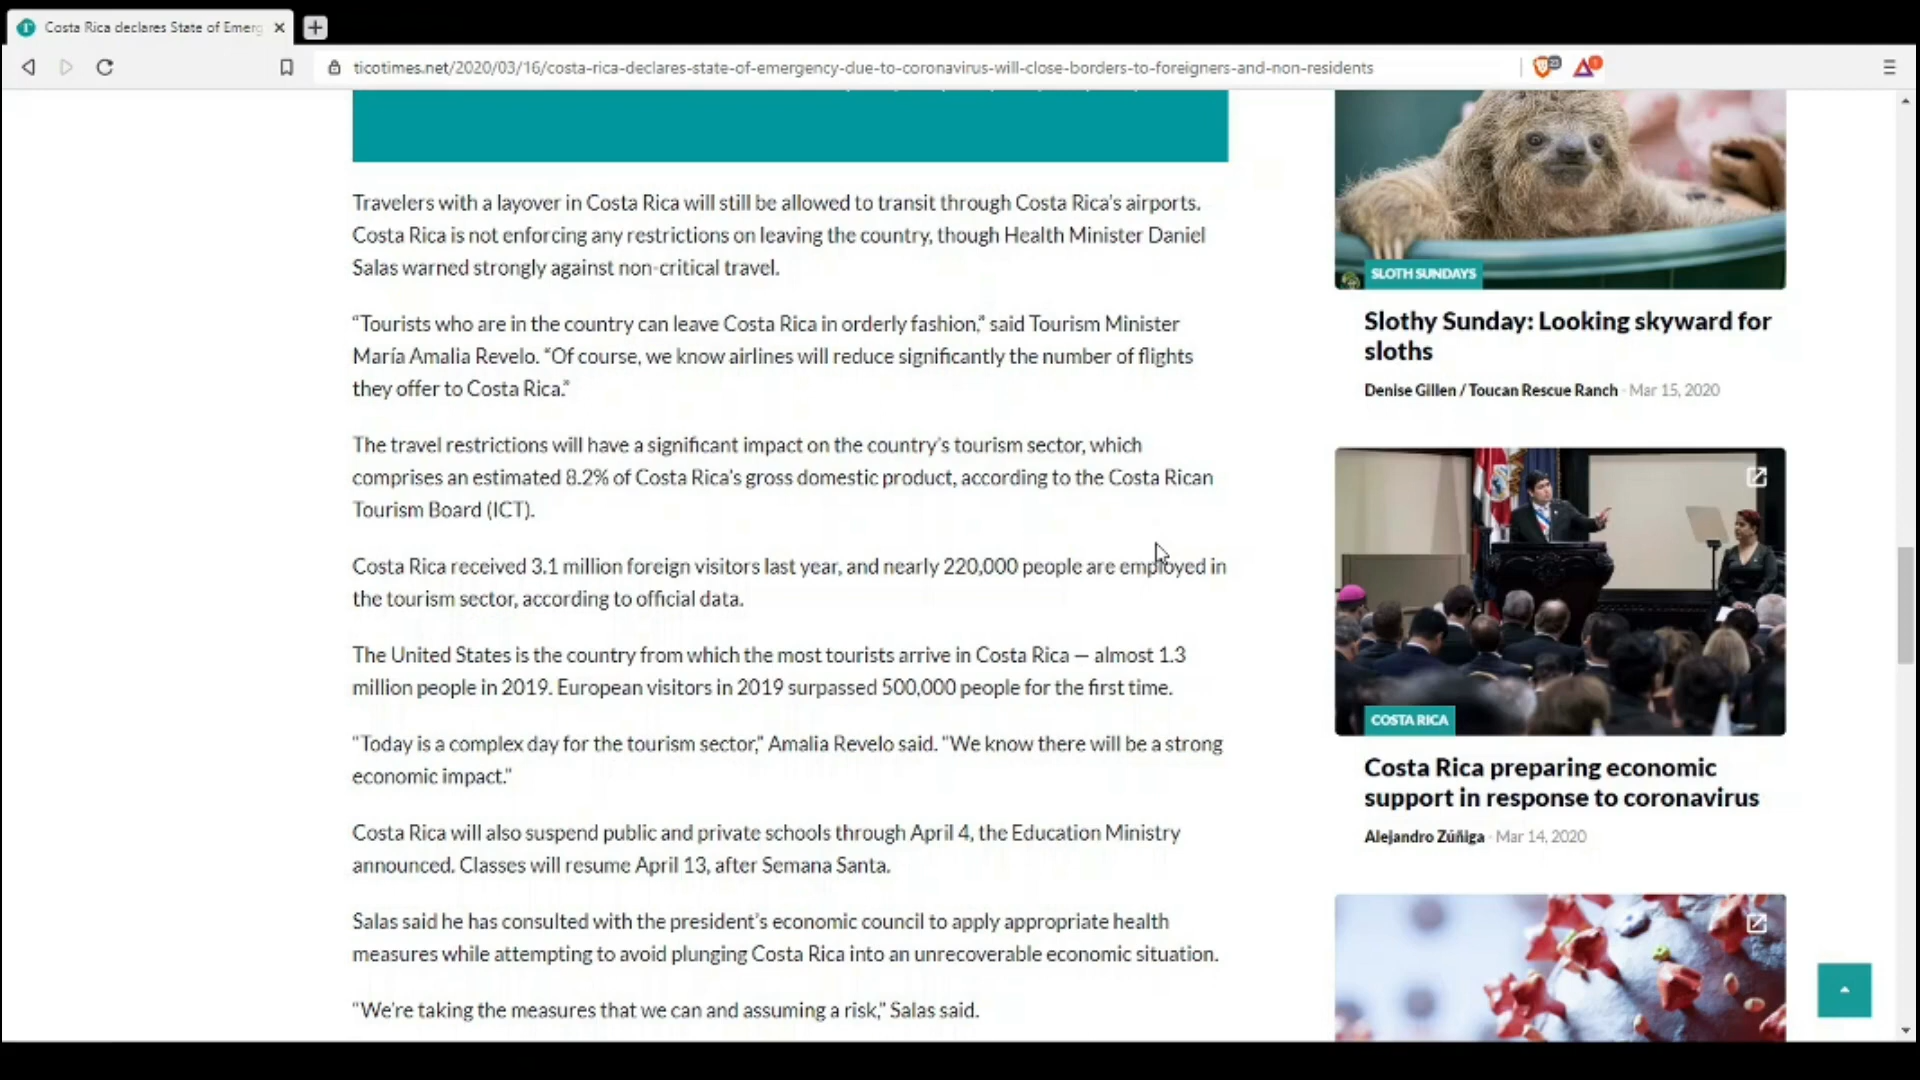 Costa Rica declares State of Emerg
ticotimes.net/2020/03/16/costa-rica-declares-state-of-emergency-due-to-coronavirus-will-close-borders-to-foreigners-and-non-residents
Travelers with a layover in Costa Rica will still be allowed to transit through Costa Rica's airports.
Costa Rica is not enforcing any restrictions on leaving the country, though Health Minister Daniel
Salas warned strongly against non-critical travel.
“Tourists who are in the country can leave Costa Rica in orderly fashion,” said Tourism Minister
María Amalia Revelo. “Of course, we know airlines will reduce significantly the number of flights
they offer to Costa Rica.”
The travel restrictions will have a significant impact on the country's tourism sector, which
comprises an estimated 8.2% of Costa Rica's gross domestic product, according to the Costa Rican
Tourism Board (ICT).
Costa Rica received 3.1 million foreign visitors last year, and nearly 220,000 people are employed in
the tourism sector, according to official data.
The United States is the country from which the most tourists arrive in Costa Rica — almost 1.3
million people in 2019. European visitors in 2019 surpassed 500,000 people for the first time.
“Today is a complex day for the tourism sector,” Amalia Revelo said. “We know there will be a strong
economic impact.”
Costa Rica will also suspend public and private schools through April 4, the Education Ministry
announced. Classes will resume April 13, after Semana Santa.
Salas said he has consulted with the president's economic council to apply appropriate health
measures while attempting to avoid plunging Costa Rica into an unrecoverable economic situation.
“We're taking the measures that we can and assuming a risk,” Salas said.
SLOTH SUNDAYS
Slothy Sunday: Looking skyward for
sloths
Denise Gillen / Toucan Rescue Ranch - Mar 15, 2020
COSTA RICA
Costa Rica preparing economic
support in response to coronavirus
Alejandro Zúñiga - Mar 14, 2020